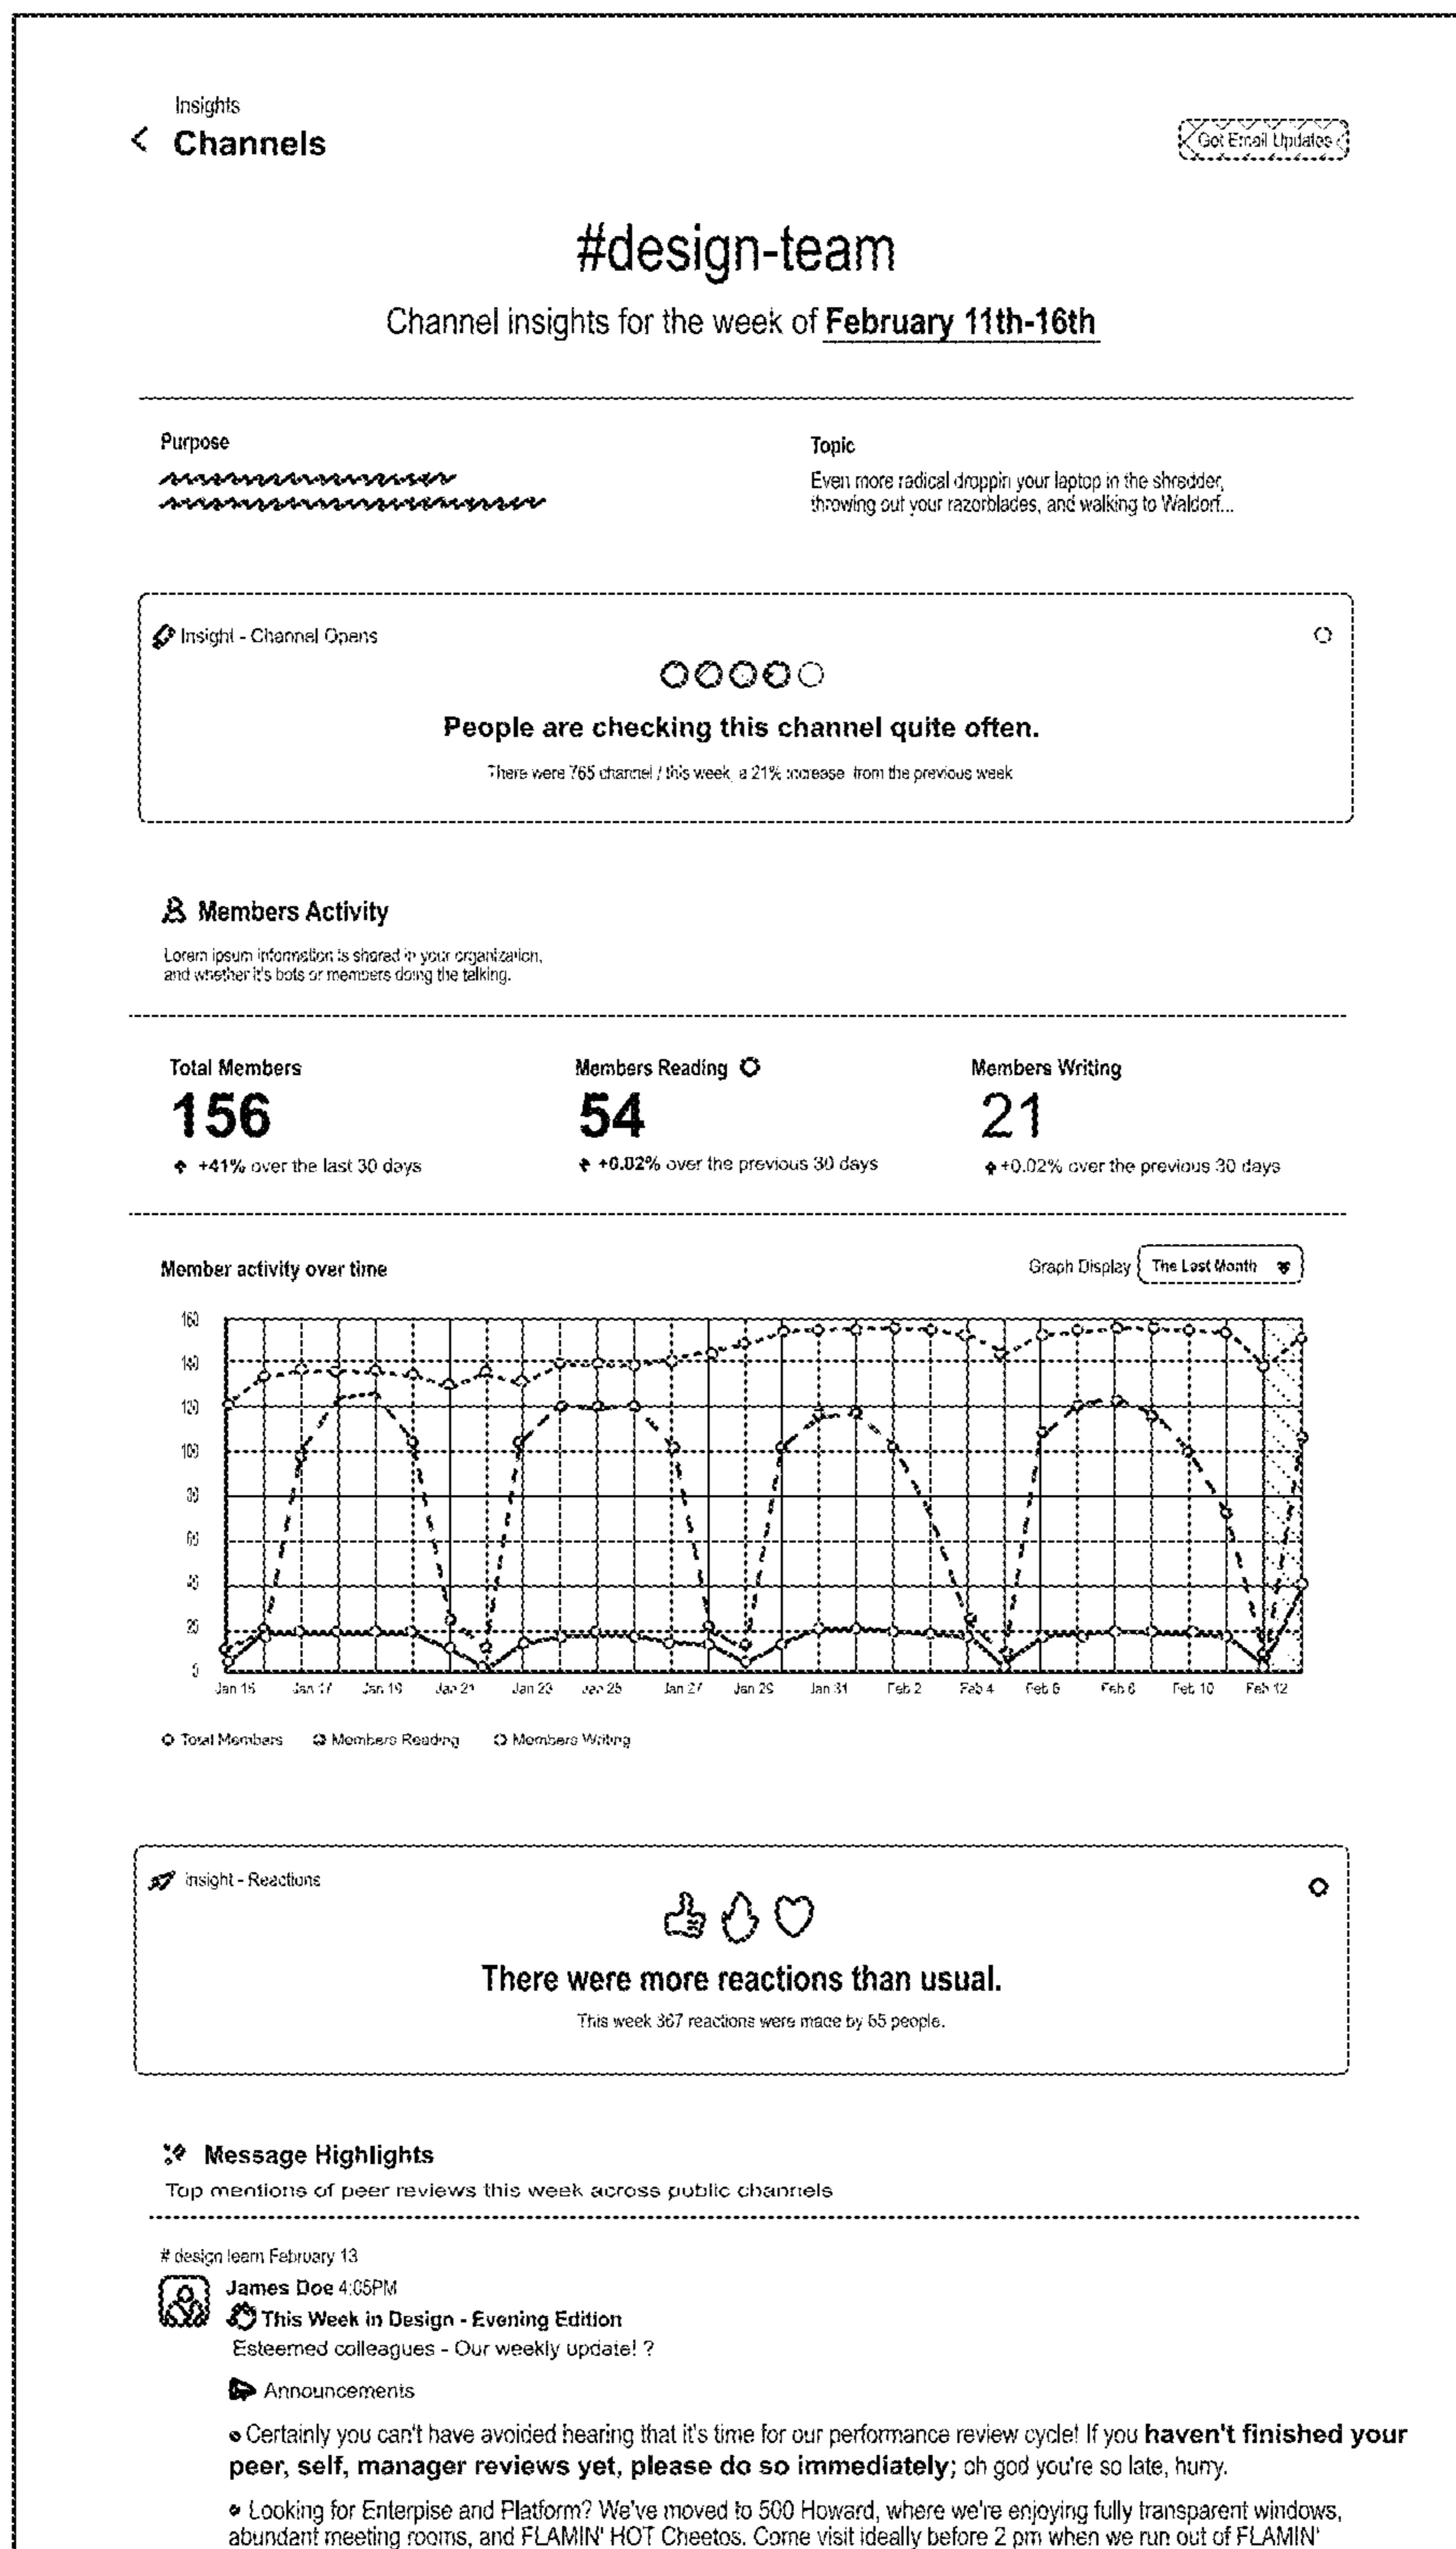 Insights
Channels
Get Email Updates
#design-team
Channel insights for the week of February 11th-16th
Purpose
Topic
Even more radical droppin your laptop in the shredder,
throwing out your razorblades, and walking to Waldorf...
Insight - Channel Opens
People are checking this channel quite often.
There were 765 channel / this week, a 21% increase from the previous week
Members Activity
Lorem ipsum information is shared in your organization,
and whether it's bots or members doing the talking.
Total Members
Members Reading
Members Writing
156
54
21
+41% over the last 30 days
+0.02% over the previous 30 days
+0.02% over the previous 30 days
Member activity over time
Graph Display
The Last Month
160
140
120
100
80
60
40
20
0
Jan 15 Jan 17 Jan 19 Jan 21 Jan 23 Jan 25 Jan 27 Jan 29 Jan 31 Feb 2 Feb 4 Feb 6 Feb 8 Feb 10 Feb 12
Total Members Members Reading Members Writing
insight - Reactions
There were more reactions than usual.
This week 367 reactions were made by 65 people.
Message Highlights
Top mentions of peer reviews this week across public channels
# design team February 13
James Doe 4:05PM
This Week in Design - Evening Edition
Esteemed colleagues - Our weekly update! ?
Announcements
Certainly you can't have avoided hearing that it's time for our performance review cycle! If you haven't finished your
peer, self, manager reviews yet, please do so immediately; oh god you're so late, hurry.
Looking for Enterpise and Platform? We've moved to 500 Howard, where we're enjoying fully transparent windows,
abundant meeting rooms, and FLAMIN' HOT Cheetos. Come visit ideally before 2 pm when we run out of FLAMIN'